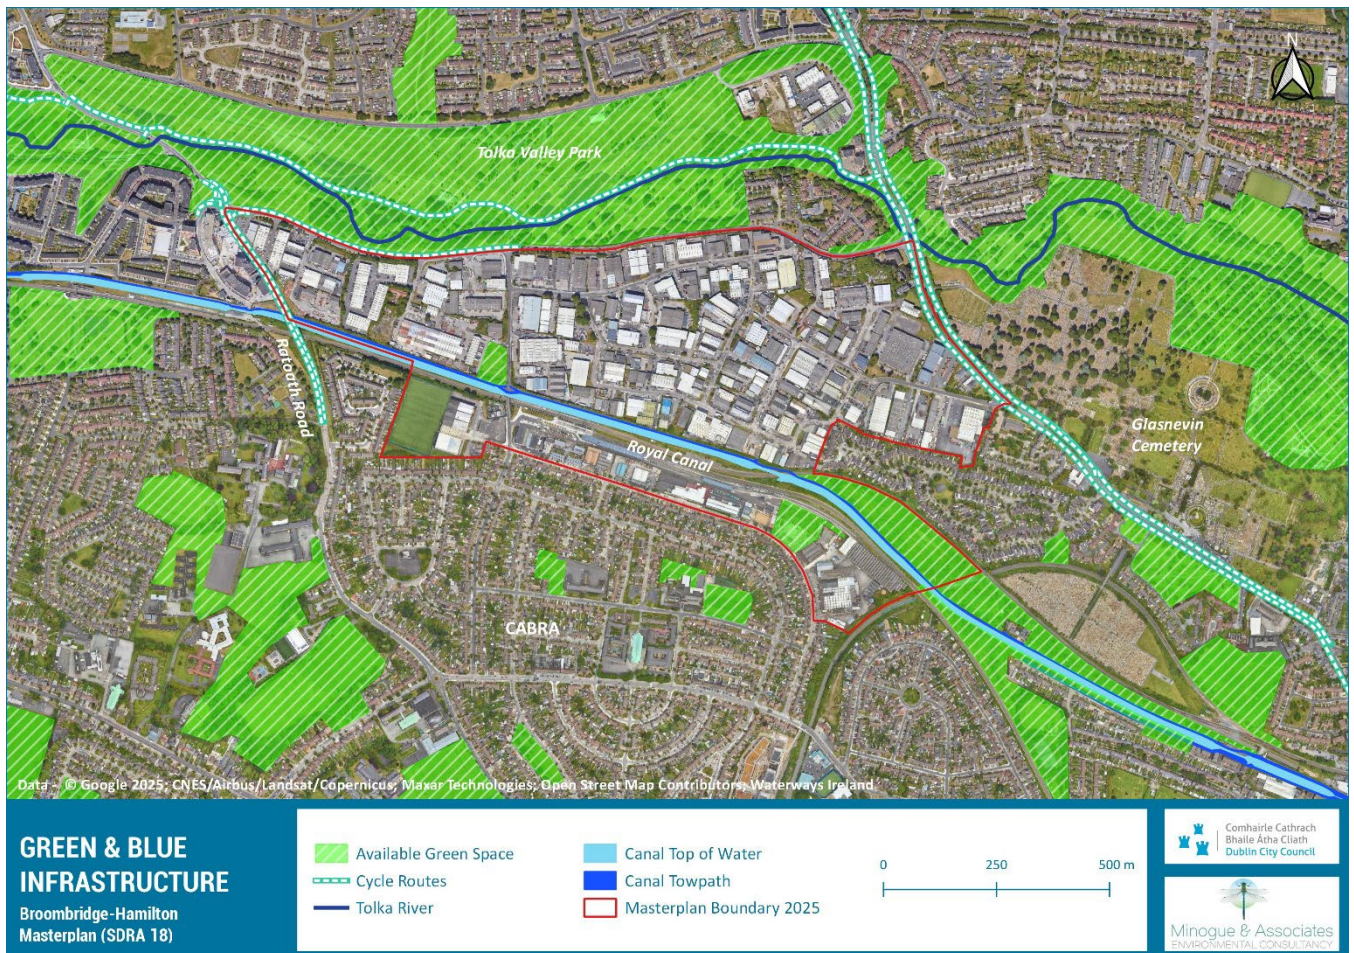 N
Tolka Valley Park
Ratoath Road
Royal Canal
Glasnevin
Cemetery
CABRA
Data - © Google 2025; CNES/Airbus/Landsat/Copernicus; Maxar Technologies; Open Street Map Contributors; Waterways Ireland
GREEN & BLUE
INFRASTRUCTURE
Broombridge-Hamilton
Masterplan (SDRA 18)
Available Green Space
Cycle Routes
Tolka River
Canal Top of Water
Canal Towpath
Masterplan Boundary 2025
0 250 500 m
Comhairle Cathrach
Bhaile Átha Cliath
Dublin City Council
Minogue & Associates
ENVIRONMENTAL CONSULTANCY